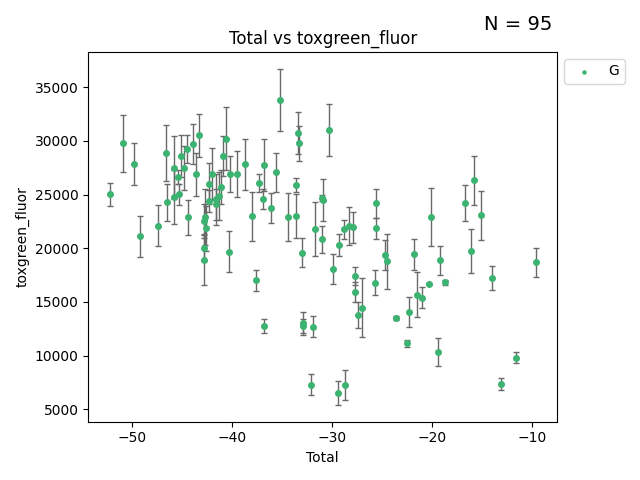 N = 95
Total vs toxgreen_fluor
G
35000
30000
25000
20000
15000
10000
5000
toxgreen_fluor
−50 −40 −30 −20 −10
Total